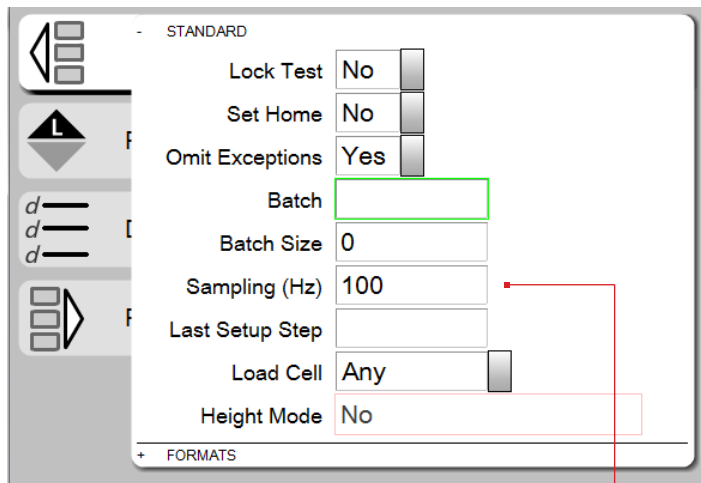 - STANDARD
Lock Test No
Set Home No
Omit Exceptions Yes
Batch
Batch Size 0
Sampling (Hz) 100
Last Setup Step
Load Cell Any
Height Mode No
+ FORMATS
L
d
d
d